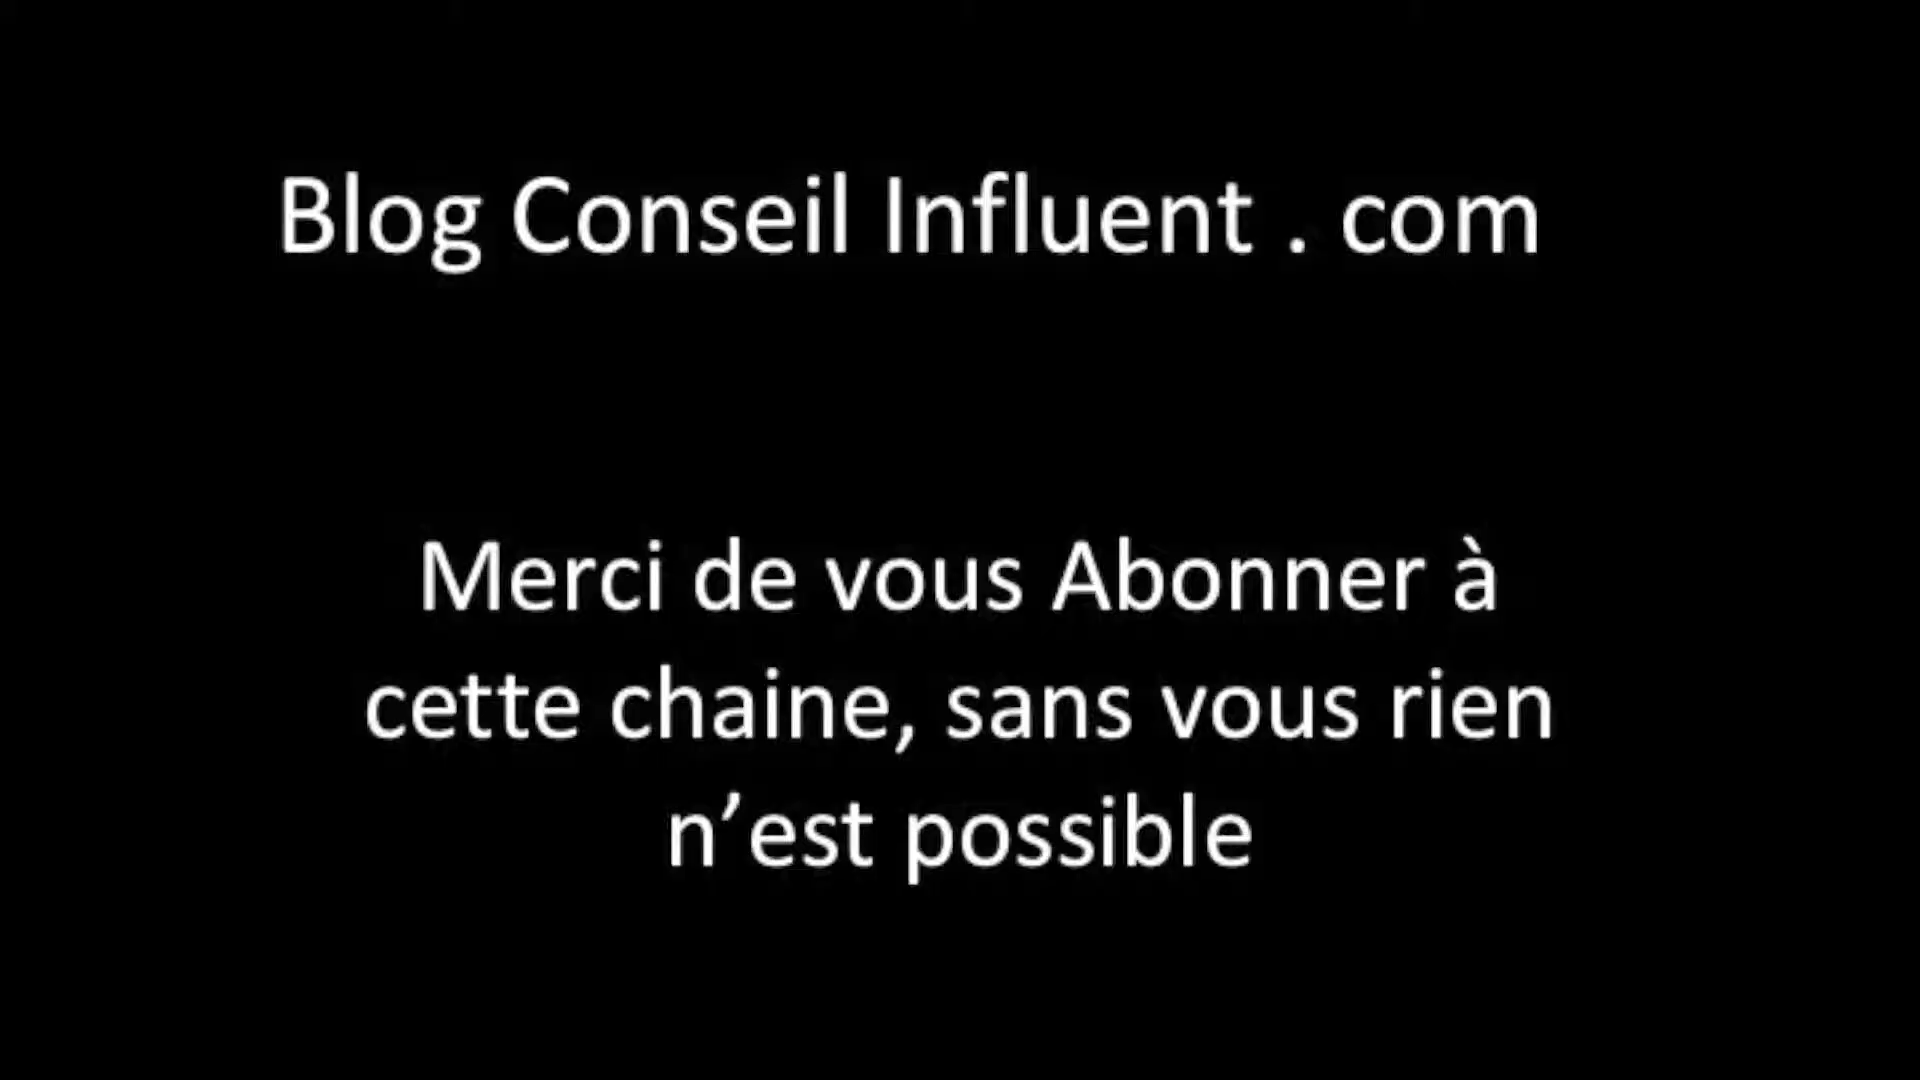 Blog Conseil Influent . com
Merci de vous Abonner à
cette chaine, sans vous rien
n’est possible